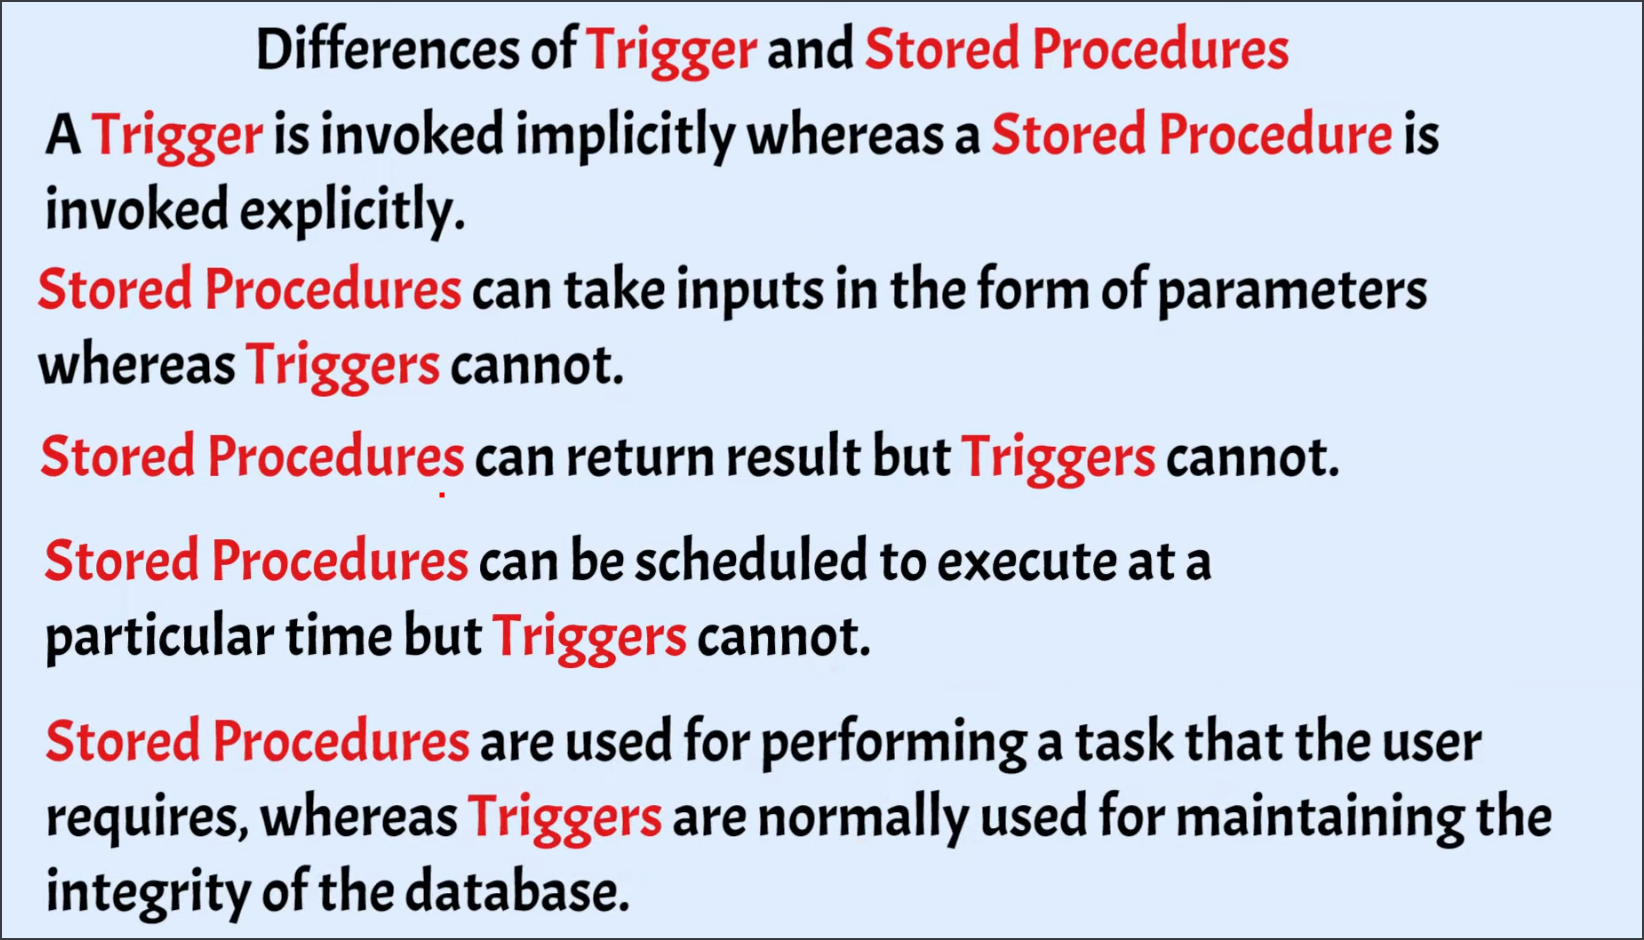 Differences of Trigger and Stored Procedures
A Trigger is invoked implicitly whereas a Stored Procedure is
invoked explicitly.
Stored Procedures can take inputs in the form of parameters
whereas Triggers cannot.
Stored Procedures can return result but Triggers cannot.
Stored Procedures can be scheduled to execute at a
particular time but Triggers cannot.
Stored Procedures are used for performing a task that the user
requires, whereas Triggers are normally used for maintaining the
integrity of the database.